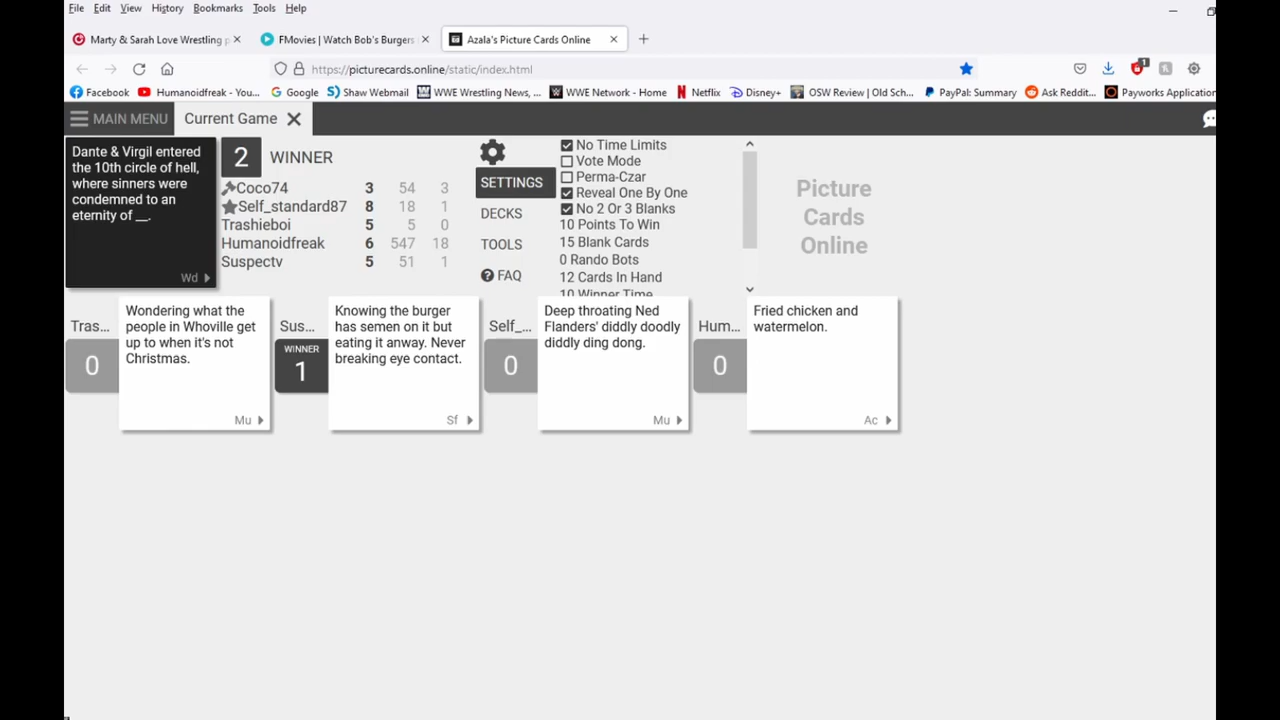 File Edit View History Bookmarks Tools Help
Marty & Sarah Love Wrestling p
FMovies | Watch Bob's Burgers
Azala's Picture Cards Online
https://picturecards.online/static/index.html
1
Facebook
Humanoidfreak - You...
Google
Shaw Webmail
WWE Wrestling News, ...
WWE Network - Home
Netflix
Disney+
OSW Review | Old Sch...
PayPal: Summary
Ask Reddit...
Payworks Application
MAIN MENU
Current Game
Dante & Virgil entered
the 10th circle of hell,
where sinners were
condemned to an
eternity of __.
Wd
2 WINNER
Coco74 3 54 3
Self_standard87 8 18 1
Trashieboi 5 5 0
Humanoidfreak 6 547 18
Suspectv 5 51 1
SETTINGS
DECKS
TOOLS
FAQ
No Time Limits
Vote Mode
Perma-Czar
Reveal One By One
No 2 Or 3 Blanks
10 Points To Win
15 Blank Cards
0 Rando Bots
12 Cards In Hand
10 Winner Time
Picture
Cards
Online
Tras...
0
Wondering what the
people in Whoville get
up to when it's not
Christmas.
Mu
Sus...
WINNER
1
Knowing the burger
has semen on it but
eating it anway. Never
breaking eye contact.
Sf
Self_...
0
Deep throating Ned
Flanders' diddly doodly
diddly ding dong.
Mu
Hum...
0
Fried chicken and
watermelon.
Ac